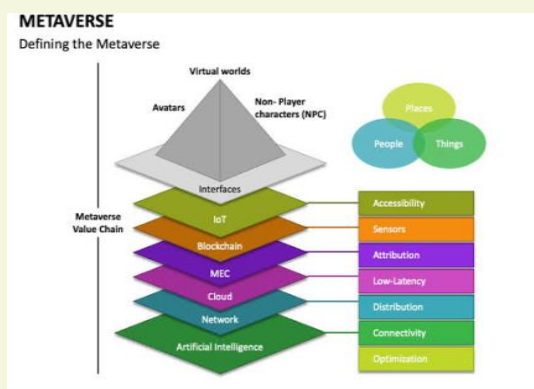 METAVERSE
Defining the Metaverse
Virtual worlds
Avatars
Non- Player
characters (NPC)
Places
People
Things
Interfaces
Metaverse
Value Chain
IoT
Blockchain
MEC
Cloud
Network
Artificial Intelligence
Accessibility
Sensors
Attribution
Low-Latency
Distribution
Connectivity
Optimization